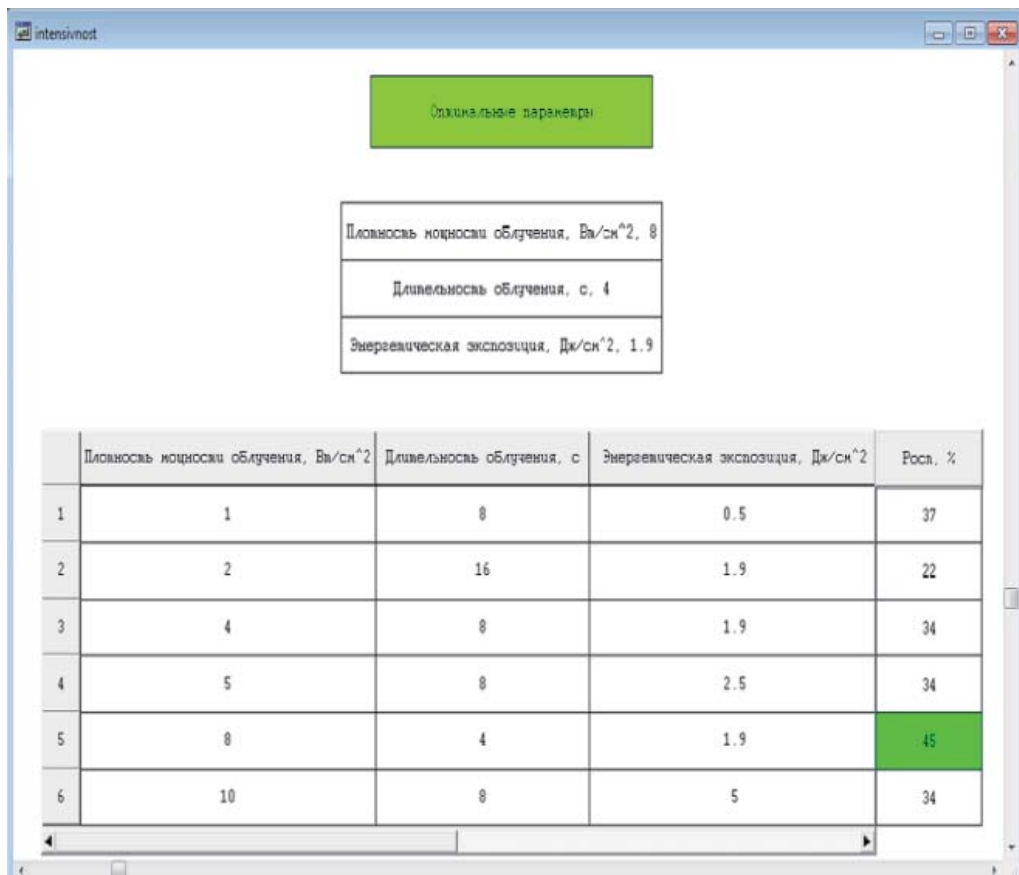 intensivnost
Оптимальные параметры
Плотность мощности облучения, Вт/см^2, 8
Длительность облучения, с, 4
Энергетическая экспозиция, Дж/см^2, 1.9
Плотность мощности облучения, Вт/см^2 Длительность облучения, с Энергетическая экспозиция, Дж/см^2 Росп, %
1 1 8 0.5 37
2 2 16 1.9 22
3 4 8 1.9 34
4 5 8 2.5 34
5 8 4 1.9 45
6 10 8 5 34